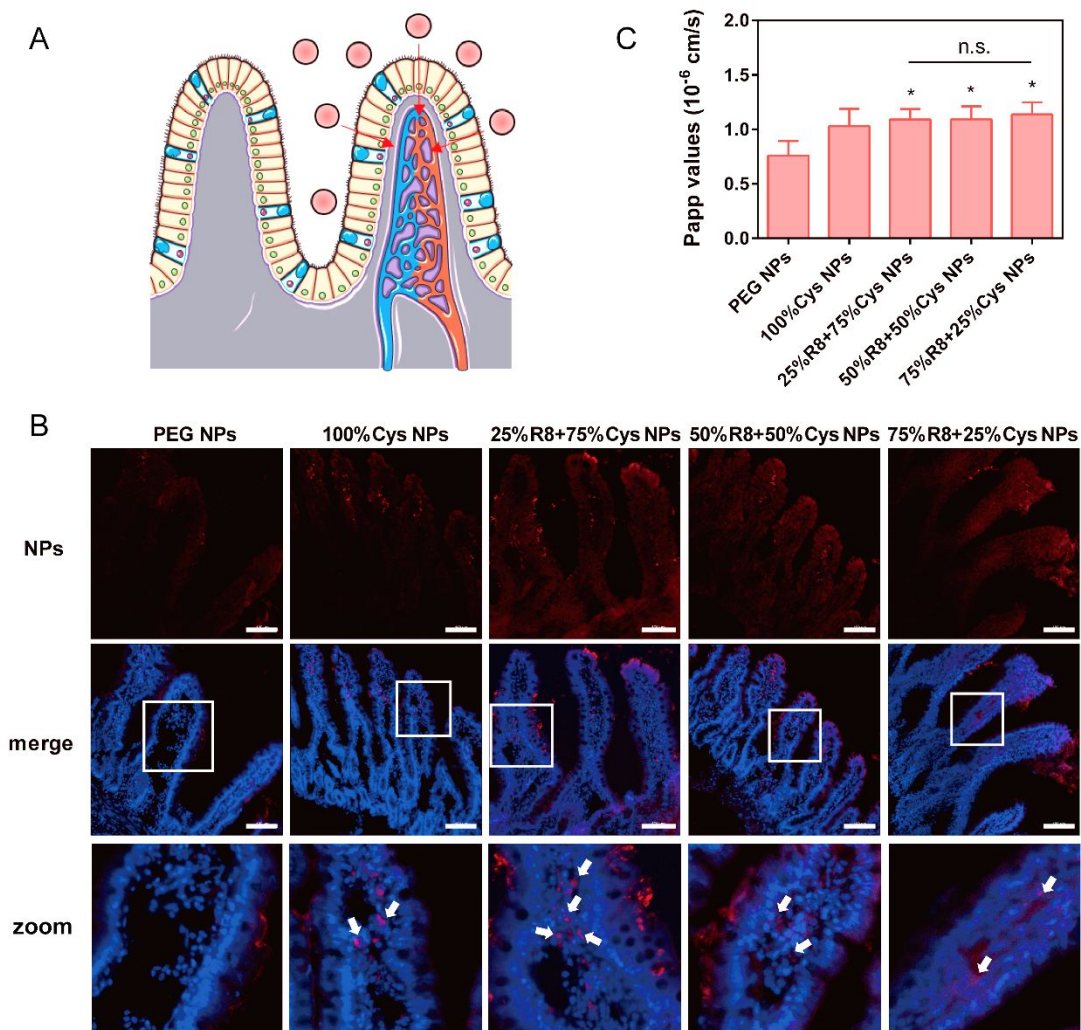 A
C
Papp values (10⁻⁶ cm/s)
2.0
1.5
1.0
0.5
0.0
n.s.
*
*
*
PEG NPs
100%Cys NPs
25%R8+75%Cys NPs
50%R8+50%Cys NPs
75%R8+25%Cys NPs
B
PEG NPs
100%Cys NPs
25%R8+75%Cys NPs
50%R8+50%Cys NPs
75%R8+25%Cys NPs
NPs
merge
zoom